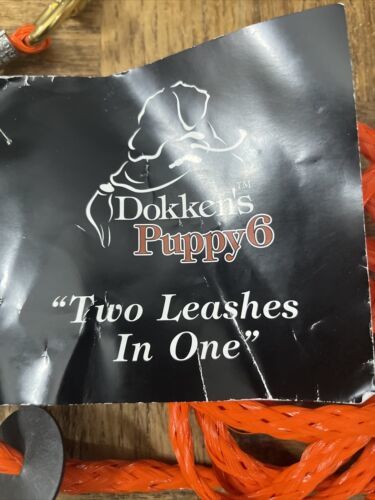 Dokken's™
Puppy6
"Two Leashes
In One"